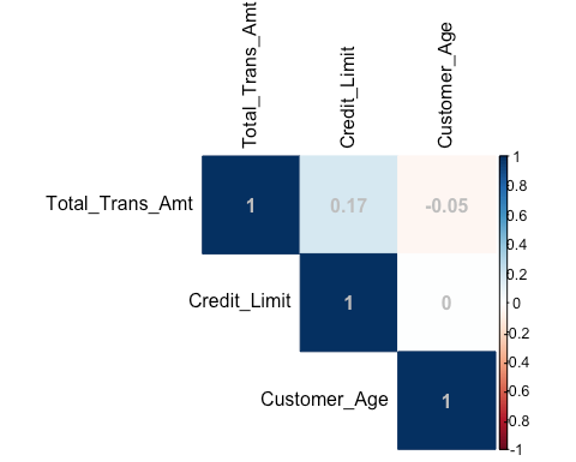 Total_Trans_Amt
Credit_Limit
Customer_Age
Total_Trans_Amt 1 0.17 -0.05
Credit_Limit 1 0
Customer_Age 1
1
0.8
0.6
0.4
0.2
0
-0.2
-0.4
-0.6
-0.8
-1